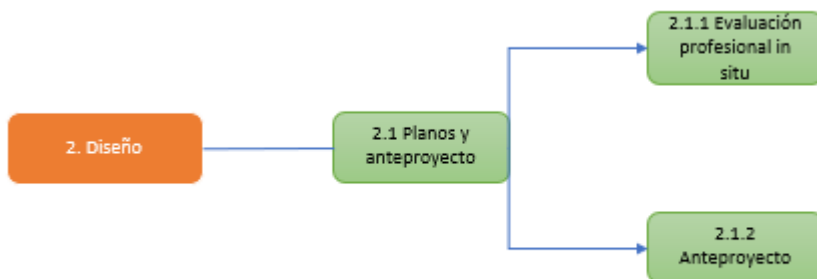 2. Diseño
2.1 Planos y
anteproyecto
2.1.1 Evaluación
profesional in
situ
2.1.2
Anteproyecto